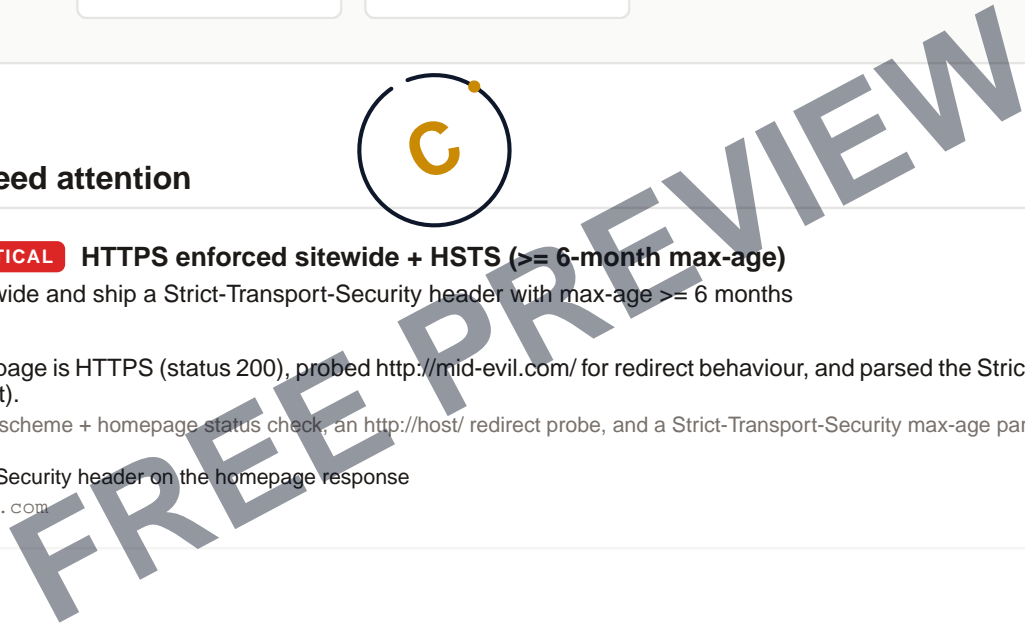 C
eed attention
TICAL HTTPS enforced sitewide + HSTS (>= 6-month max-age)
wide and ship a Strict-Transport-Security header with max-age >= 6 months
page is HTTPS (status 200), probed http://mid-evil.com/ for redirect behaviour, and parsed the Stric
t).
scheme + homepage status check, an http://host/ redirect probe, and a Strict-Transport-Security max-age par
Security header on the homepage response
.com
FREE PREVIEW